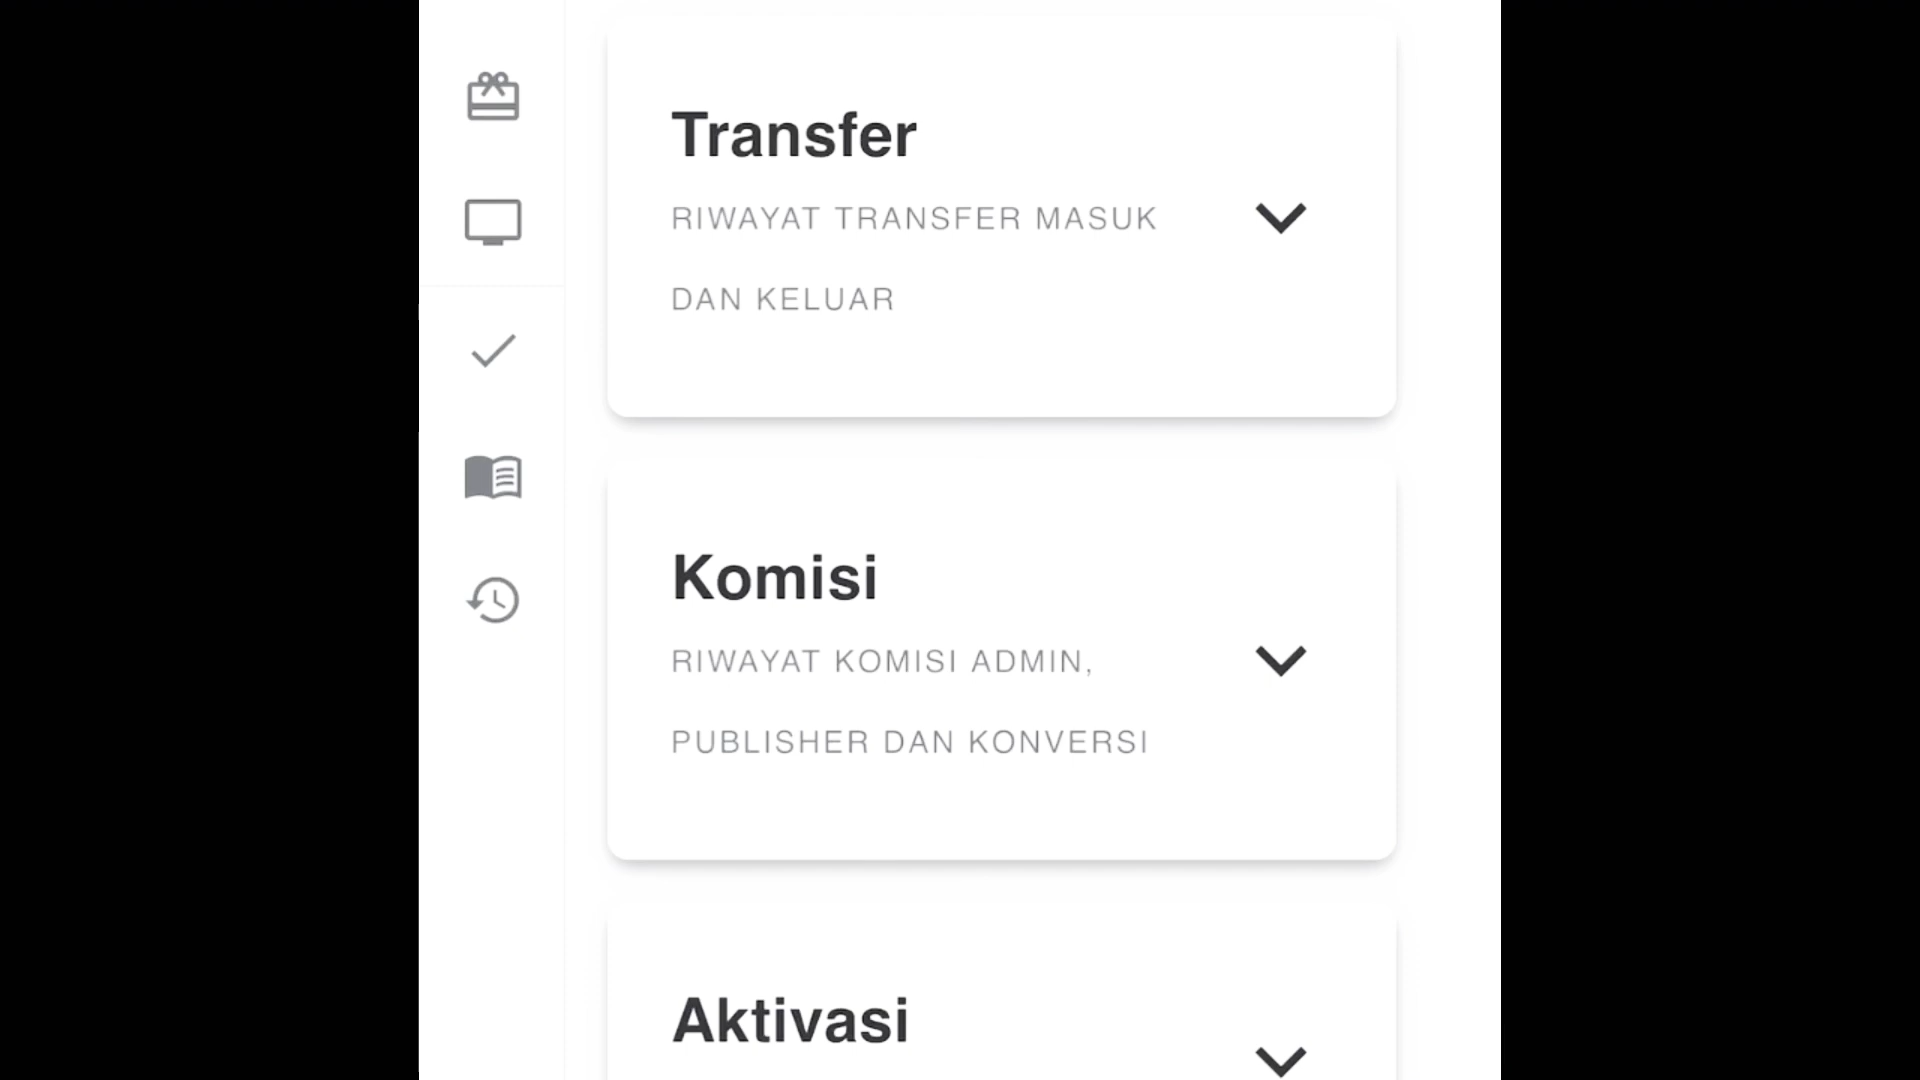 Transfer
RIWAYAT TRANSFER MASUK
DAN KELUAR
Komisi
RIWAYAT KOMISI ADMIN,
PUBLISHER DAN KONVERSI
Aktivasi